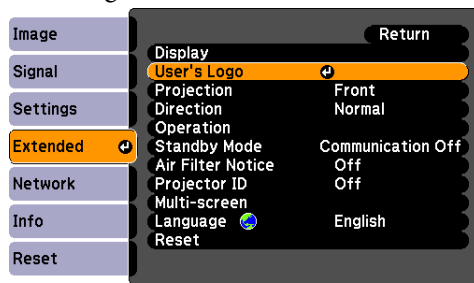 Image
Signal
Settings
Extended
Network
Info
Reset
Return
Display
User's Logo
Projection Front
Direction Normal
Operation
Standby Mode Communication Off
Air Filter Notice Off
Projector ID Off
Multi-screen
Language English
Reset